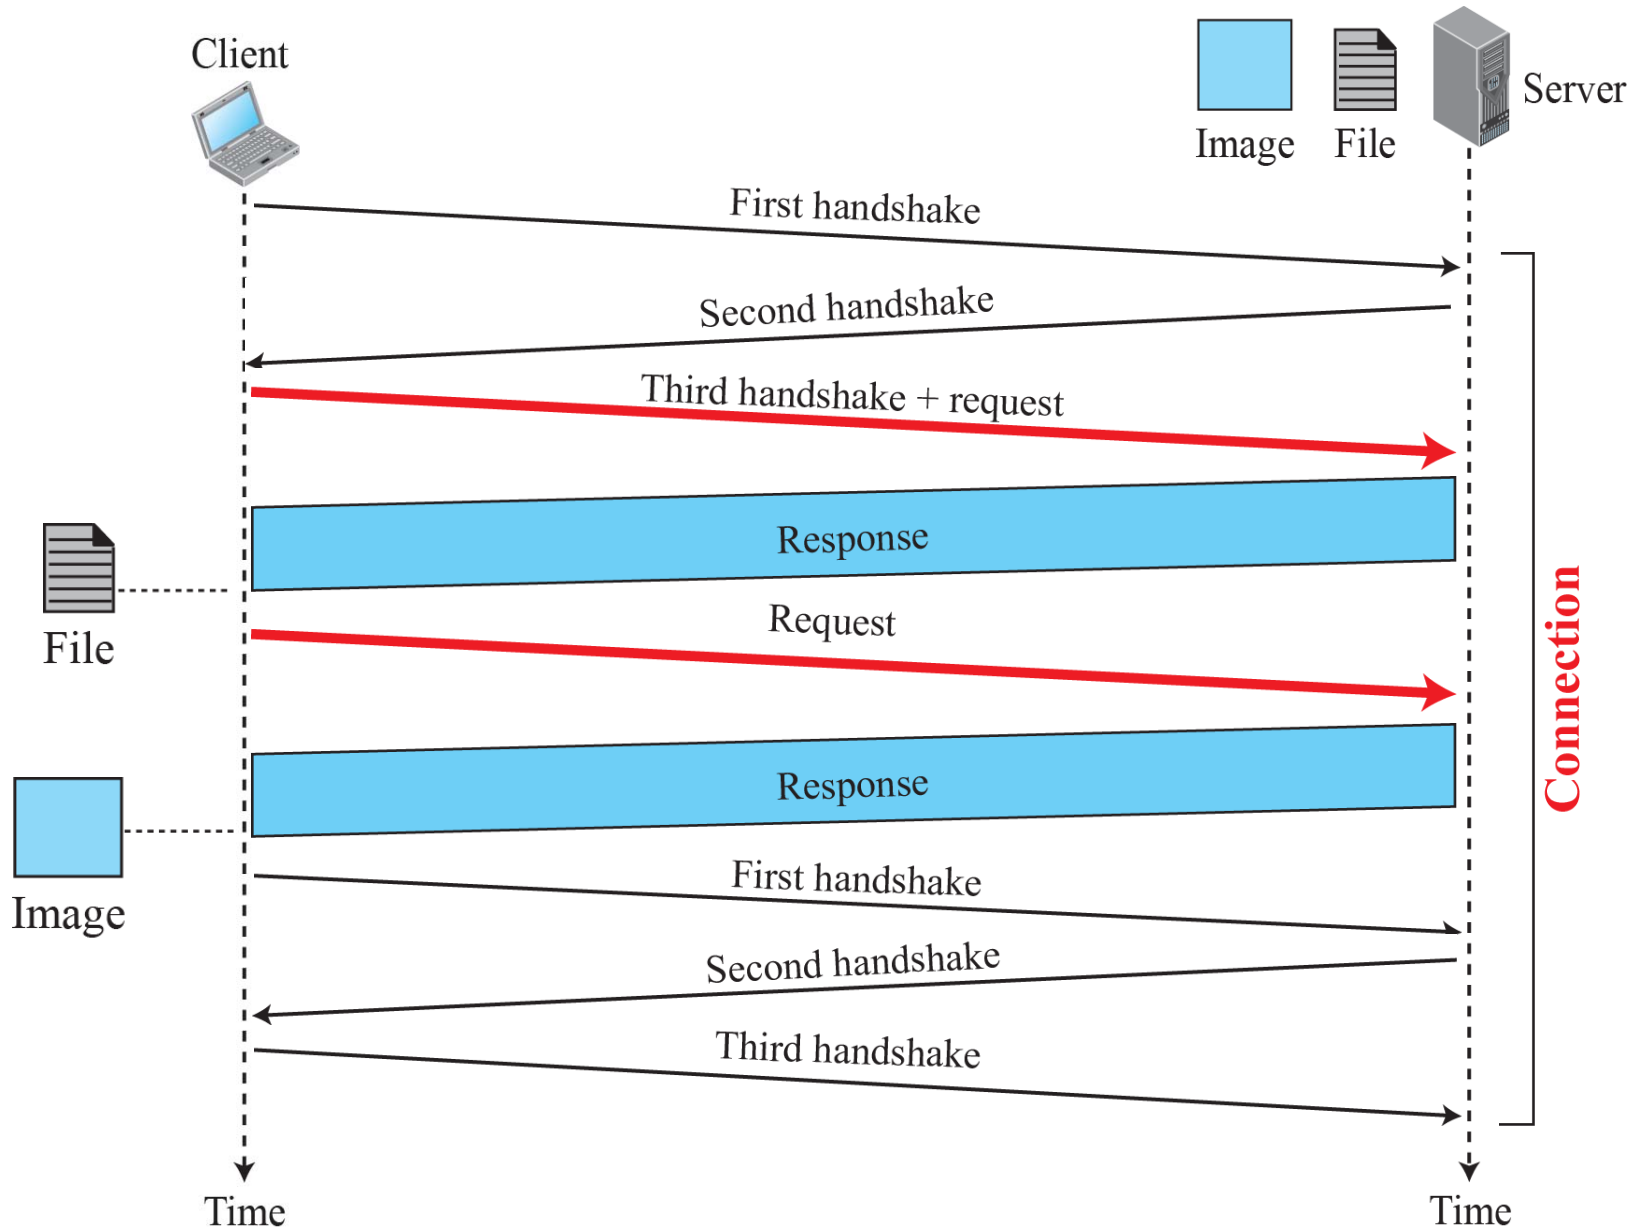 Client
Server
Image
File
First handshake
Second handshake
Third handshake + request
Response
File
Request
Connection
Response
Image
First handshake
Second handshake
Third handshake
Time
Time